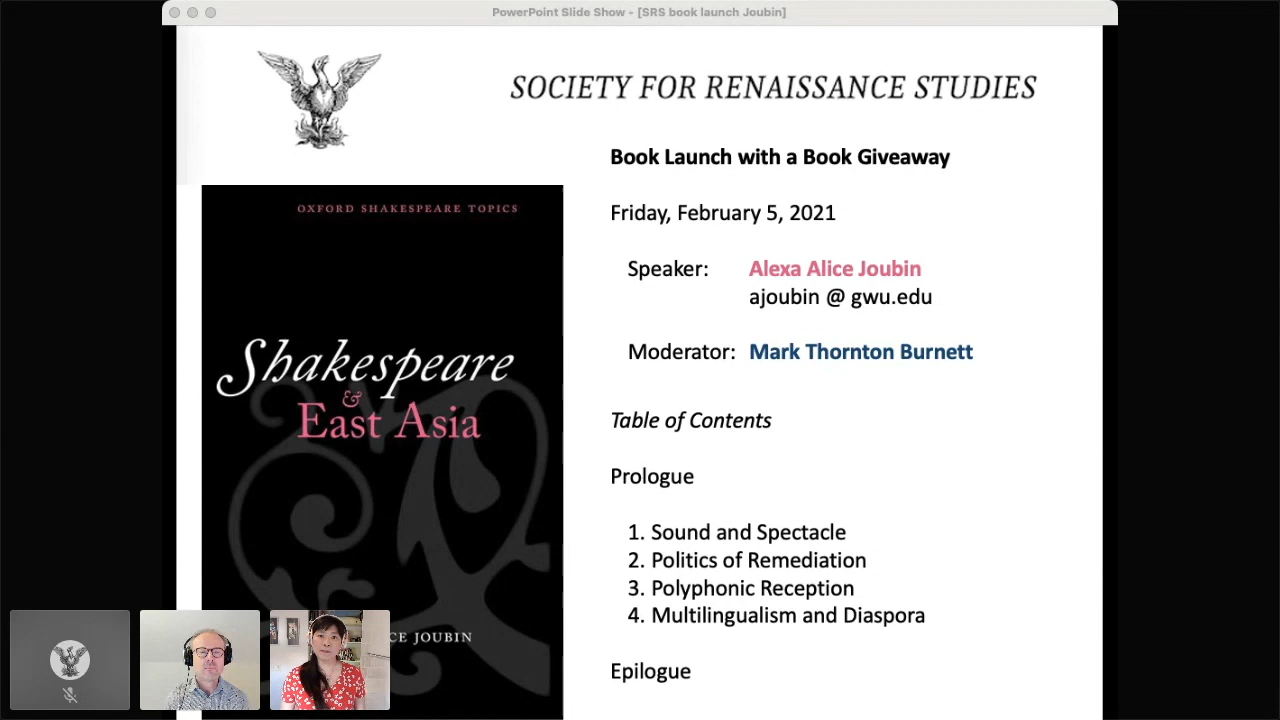 PowerPoint Slide Show - [SRS book launch Joubin]
SOCIETY FOR RENAISSANCE STUDIES
Book Launch with a Book Giveaway
Friday, February 5, 2021
Speaker: Alexa Alice Joubin
ajoubin @ gwu.edu
Moderator: Mark Thornton Burnett
Table of Contents
Prologue
1. Sound and Spectacle
2. Politics of Remediation
3. Polyphonic Reception
4. Multilingualism and Diaspora
Epilogue
OXFORD SHAKESPEARE TOPICS
Shakespeare
&
East Asia
CE JOUBIN